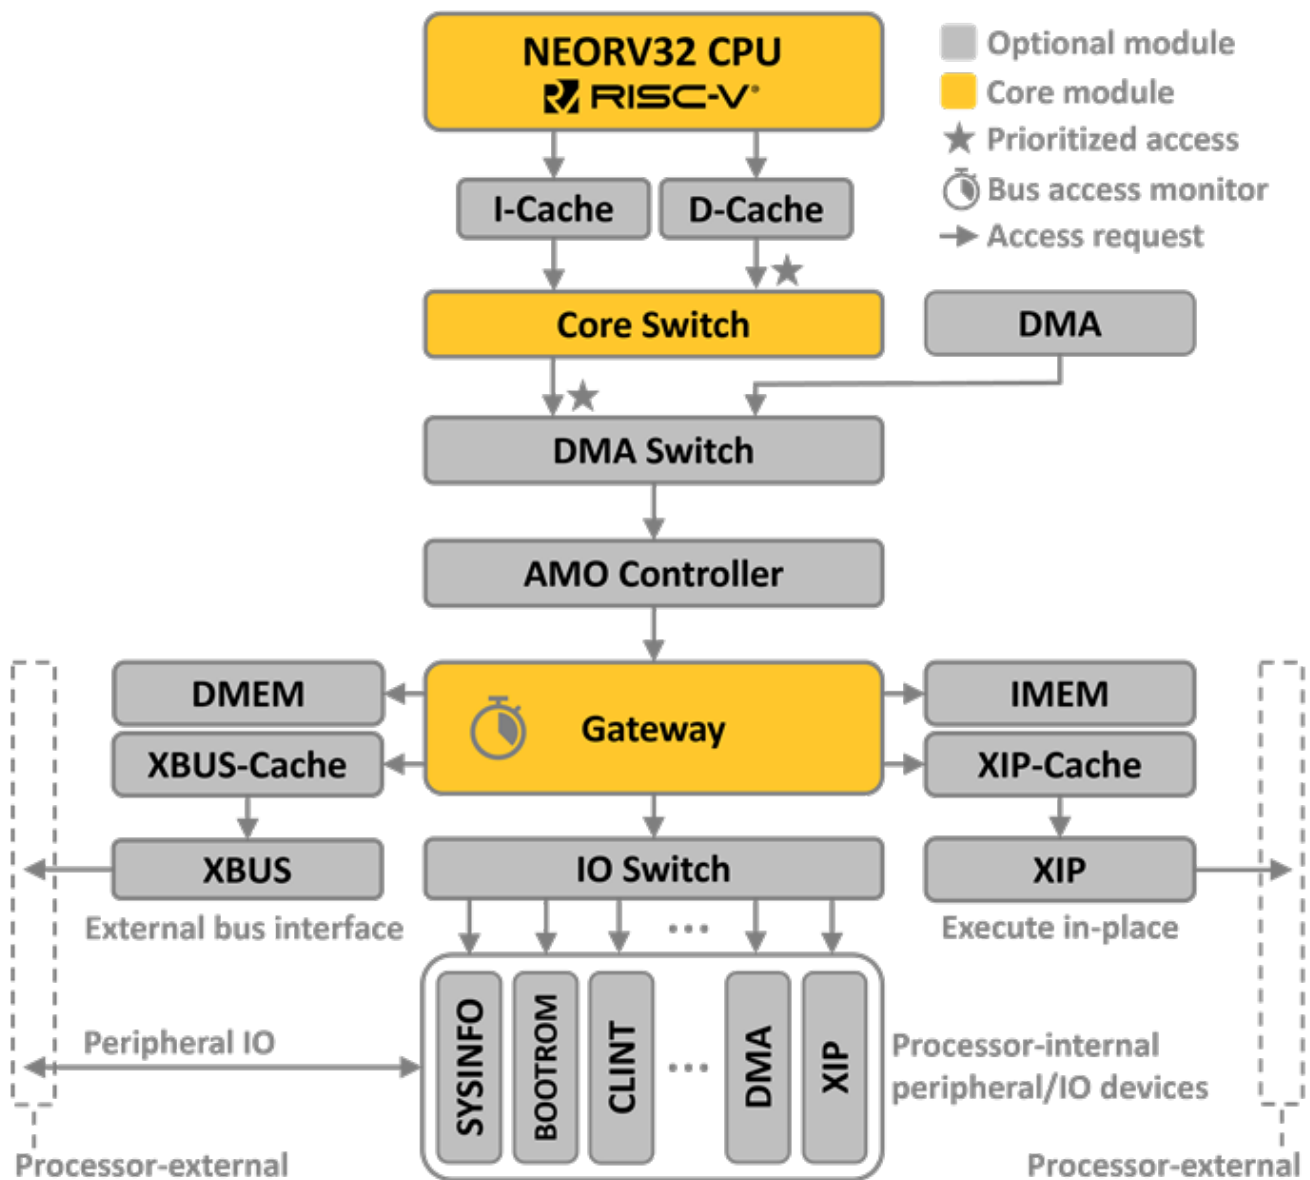 NEORV32 CPU
RISC-V®
Optional module
Core module
Prioritized access
Bus access monitor
Access request
I-Cache
D-Cache
Core Switch
DMA
DMA Switch
AMO Controller
DMEM
Gateway
IMEM
XBUS-Cache
XIP-Cache
XBUS
IO Switch
XIP
External bus interface
...
Execute in-place
SYSINFO
BOOTROM
CLINT
...
DMA
XIP
Peripheral IO
Processor-internal
peripheral/IO devices
Processor-external
Processor-external